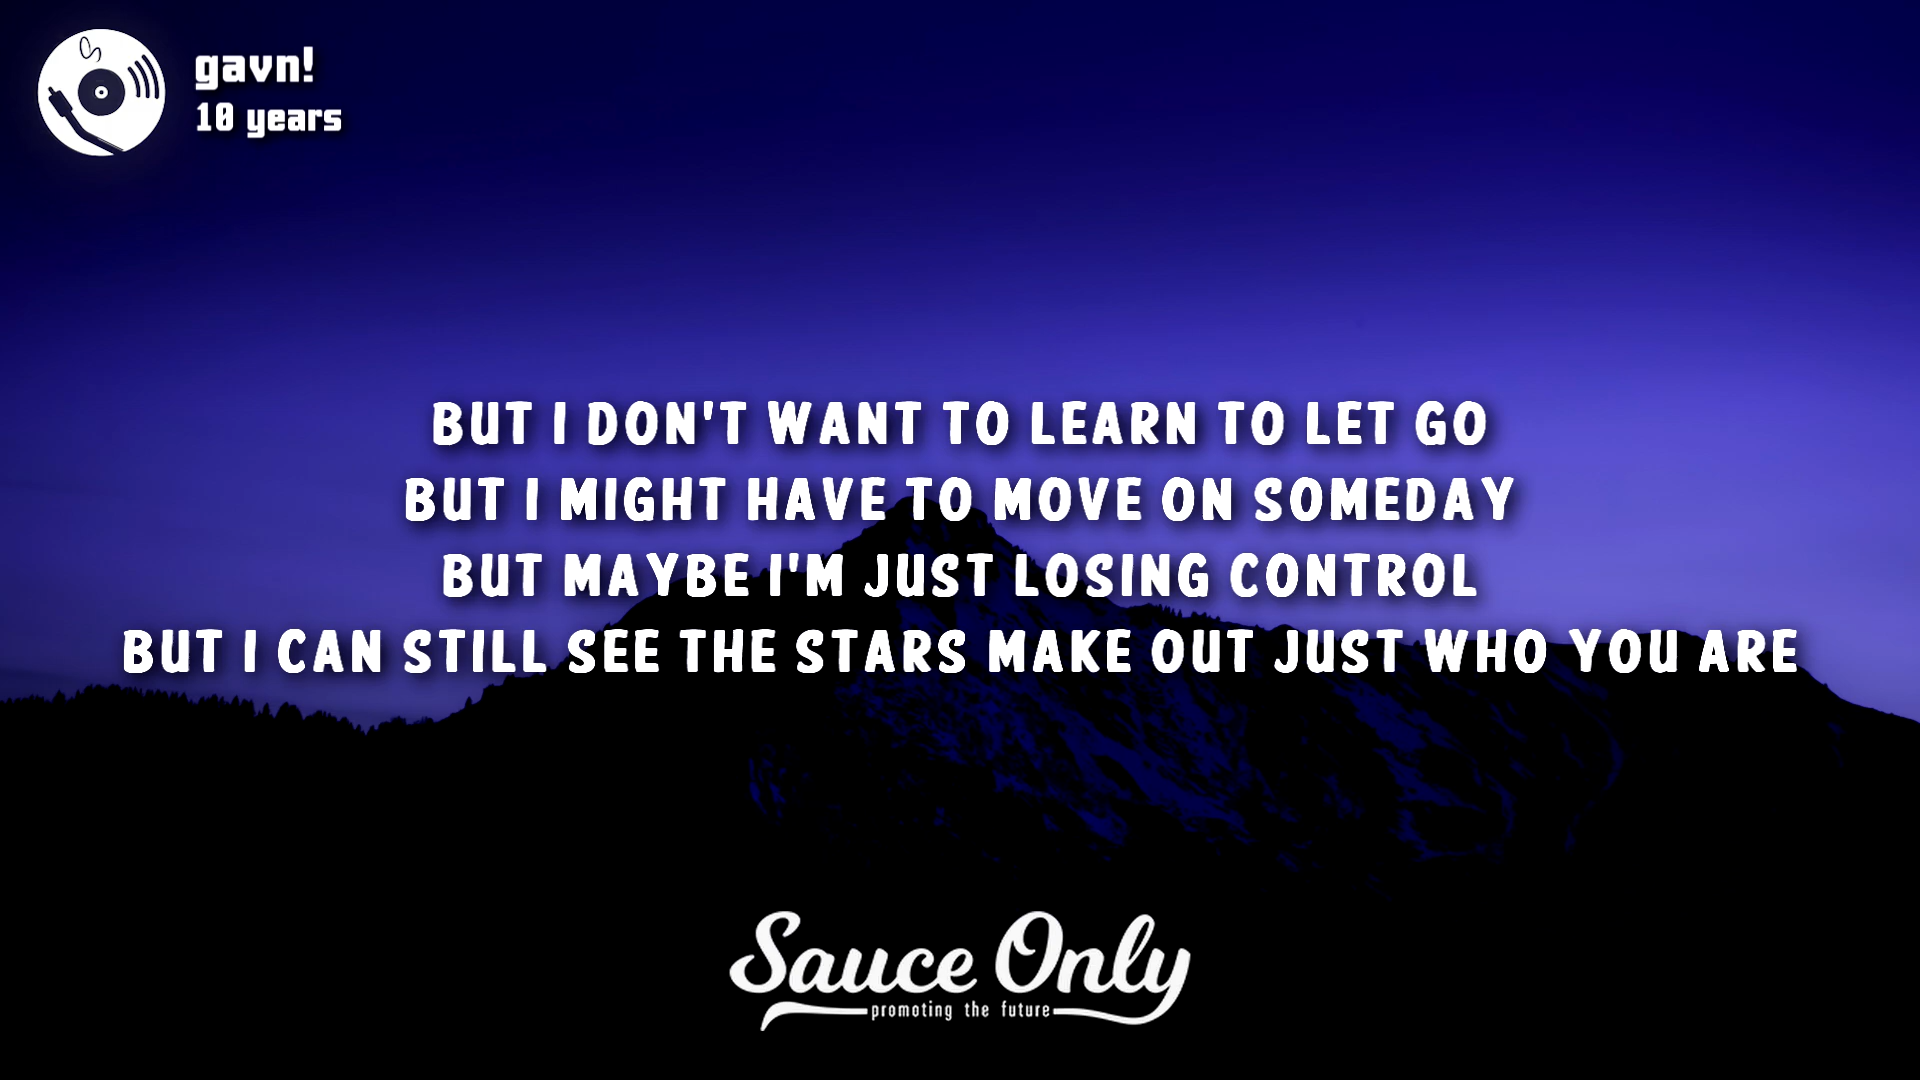 gavn!
10 years
BUT I DON'T WANT TO LEARN TO LET GO
BUT I MIGHT HAVE TO MOVE ON SOMEDAY
BUT MAYBE I'M JUST LOSING CONTROL
BUT I CAN STILL SEE THE STARS MAKE OUT JUST WHO YOU ARE
Sauce Only
promoting the future